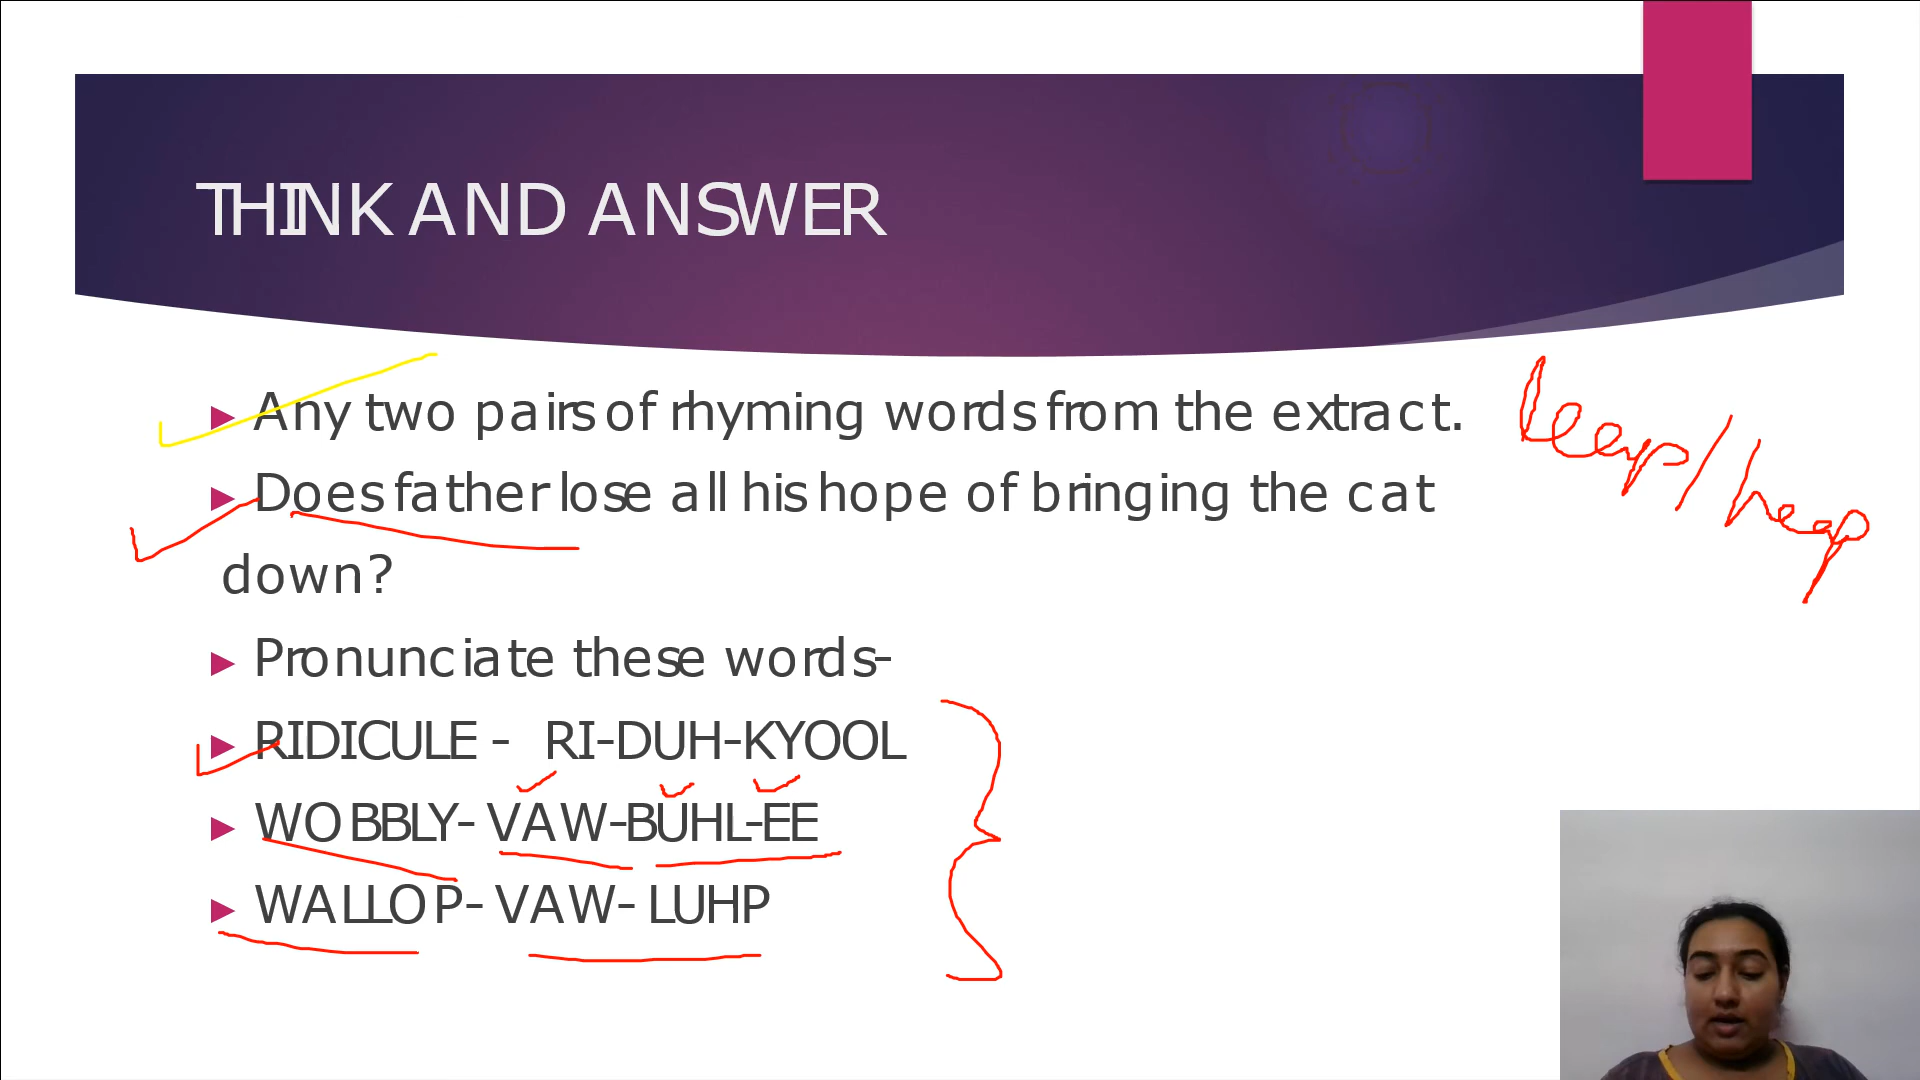 THINK AND ANSWER
Any two pairs of rhyming words from the extract.
leap/heap
Does father lose all his hope of bringing the cat
down?
Pronunciate these words-
RIDICULE - RI-DUH-KYOOL
WOBBLY- VAW-BUHL-EE
WALLOP- VAW- LUHP